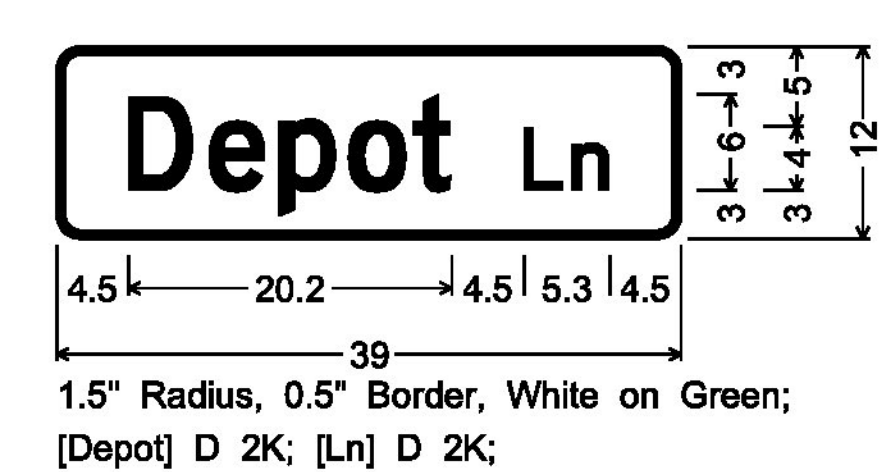 Depot Ln
3 6 3
5 4 3
12
4.5 20.2 4.5 5.3 4.5
39
1.5" Radius, 0.5" Border, White on Green;
[Depot] D 2K; [Ln] D 2K;